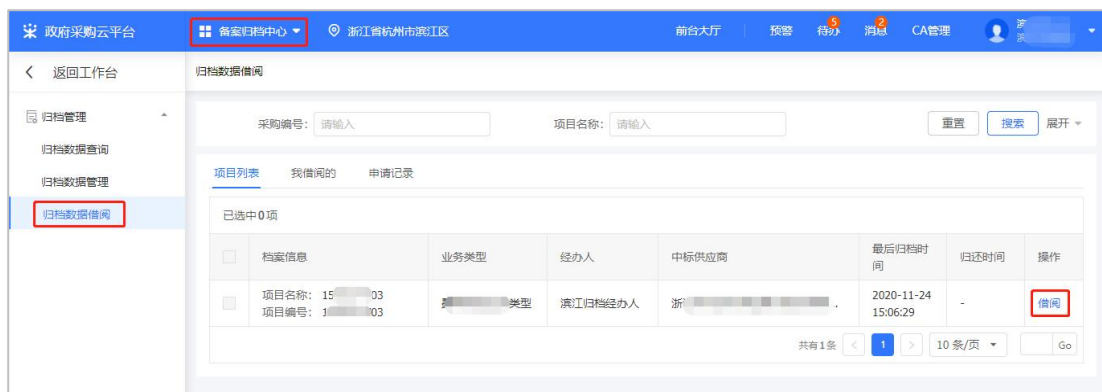 政府采购云平台 备案归档中心 浙江省杭州市滨江区 前台大厅 预警 待办 5 消息 2 CA管理
返回工作台 归档数据借阅
归档管理
归档数据查询
归档数据管理
归档数据借阅
采购编号: 请输入 项目名称: 请输入 重置 搜索 展开
项目列表 我借阅的 申请记录
已选中0项
档案信息 业务类型 经办人 中标供应商 最后归档时间 归还时间 操作
项目名称: 15 03
项目编号: 1 03
类型 滨江归档经办人 浙 2020-11-24
15:06:29 - 借阅
共有1条 < 1 > 10 条/页 Go